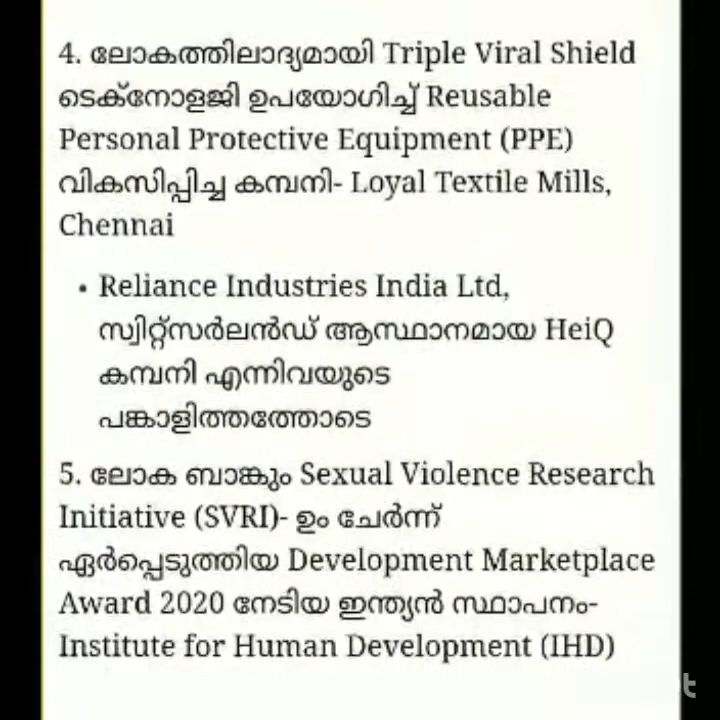 4. ലോകത്തിലാദ്യമായി Triple Viral Shield
ടെക്നോളജി ഉപയോഗിച്ച് Reusable
Personal Protective Equipment (PPE)
വികസിപ്പിച്ച കമ്പനി- Loyal Textile Mills,
Chennai
• Reliance Industries India Ltd,
സ്വിറ്റ്സർലൻഡ് ആസ്ഥാനമായ HeiQ
കമ്പനി എന്നിവയുടെ
പങ്കാളിത്തത്തോടെ
5. ലോക ബാങ്കും Sexual Violence Research
Initiative (SVRI)- ഉം ചേർന്ന്
ഏർപ്പെടുത്തിയ Development Marketplace
Award 2020 നേടിയ ഇന്ത്യൻ സ്ഥാപനം-
Institute for Human Development (IHD)